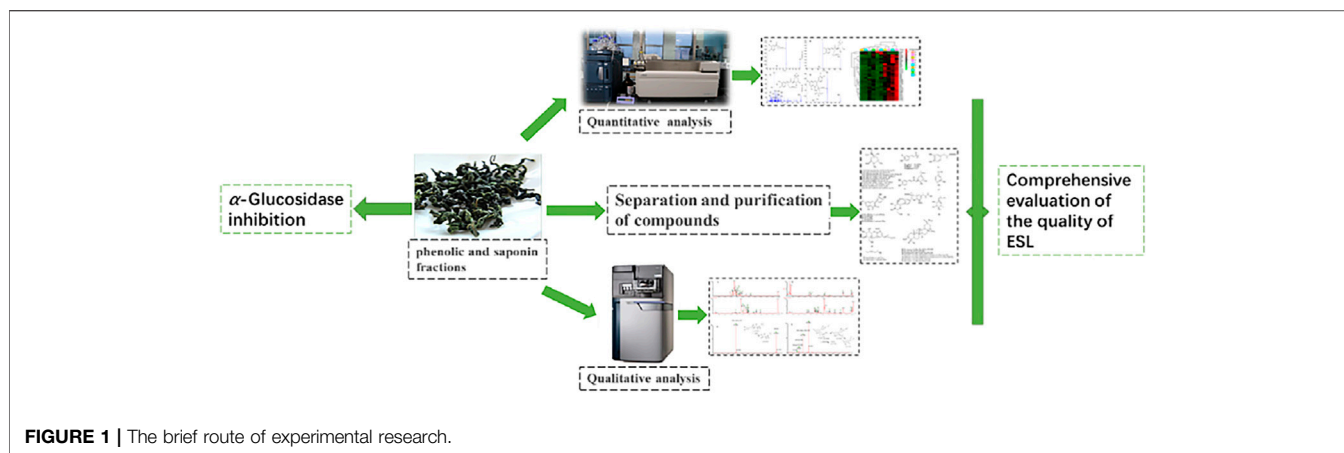 Quantitative analysis
α-Glucosidase
inhibition
phenolic and saponin
fractions
Separation and purification
of compounds
Comprehensive
evaluation of
the quality of
ESL
Qualitative analysis
FIGURE 1 | The brief route of experimental research.